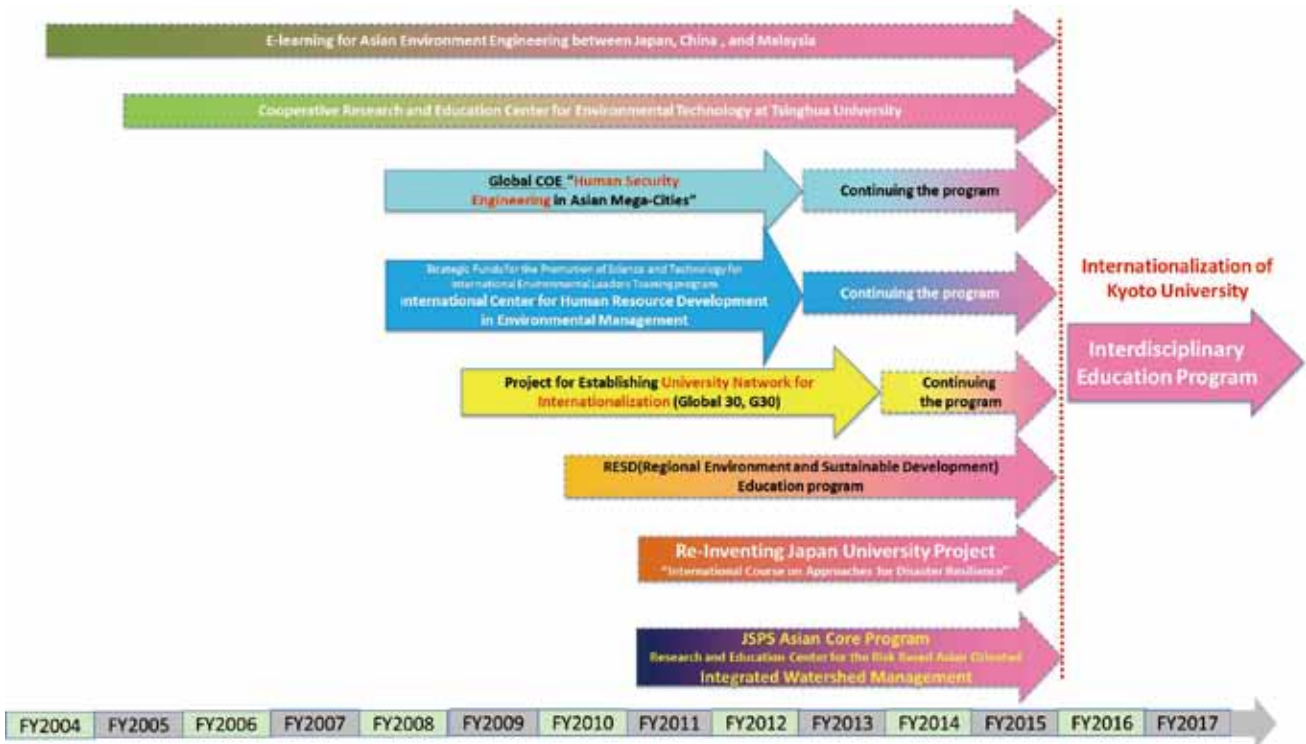 E-learning for Asian Environment Engineering between Japan, China , and Malaysia
Cooperative Research and Education Center for Environmental Technology at Tsinghua University
Global COE "Human Security
Engineering in Asian Mega-Cities"
Continuing the program
Strategic Funds for the Promotion of Science and Technology for
International Environmental Leaders Training program
International Center for Human Resource Development
in Environmental Management
Continuing the program
Internationalization of
Kyoto University
Interdisciplinary
Education Program
Project for Establishing University Network for
Internationalization (Global 30, G30)
Continuing
the program
RESD(Regional Environment and Sustainable Development)
Education program
Re-Inventing Japan University Project
"International Course on Approaches for Disaster Resilience"
JSPS Asian Core Program
Research and Education Center for the Risk Based Asian Oriented
Integrated Watershed Management
FY2004 FY2005 FY2006 FY2007 FY2008 FY2009 FY2010 FY2011 FY2012 FY2013 FY2014 FY2015 FY2016 FY2017